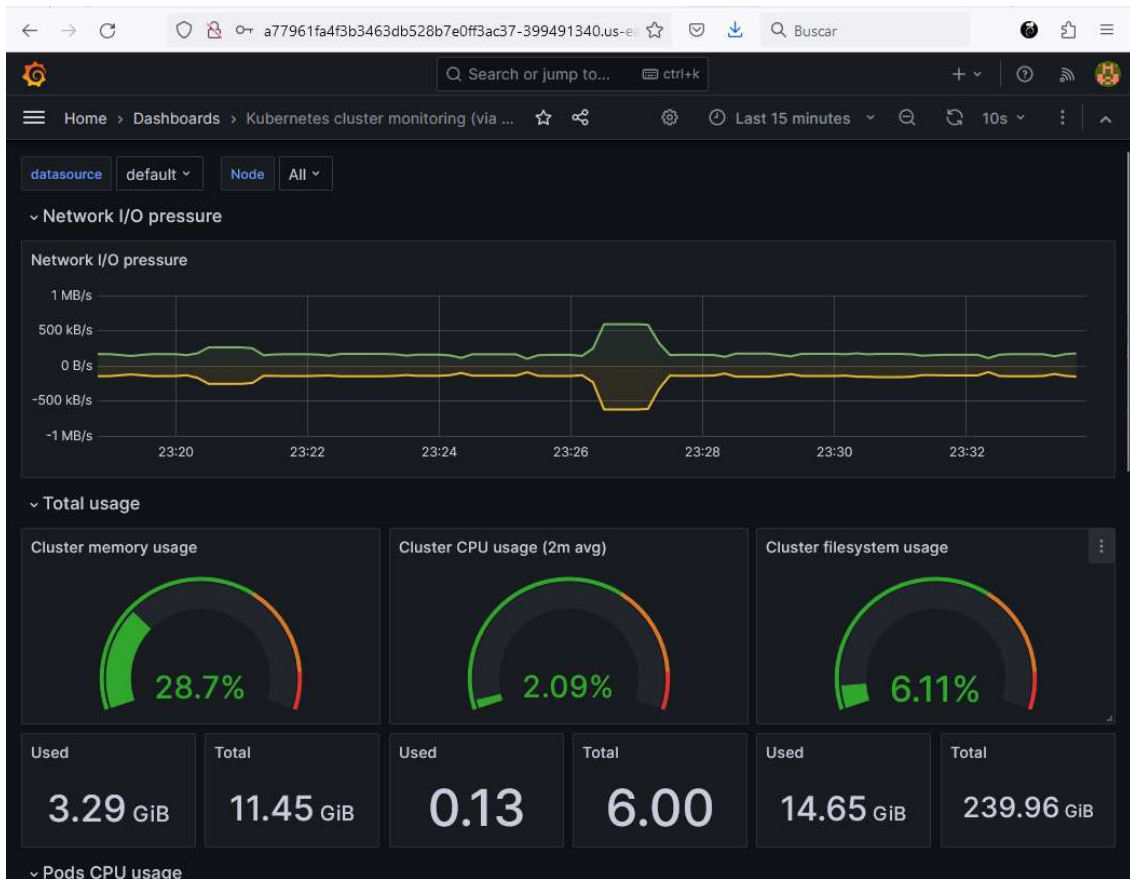 a77961fa4f3b3463db528b7e0ff3ac37-399491340.us-ea
Buscar
Search or jump to... ctrl+k
Home › Dashboards › Kubernetes cluster monitoring (via ... Last 15 minutes 10s
datasource default Node All
Network I/O pressure
Network I/O pressure
1 MB/s
500 kB/s
0 B/s
-500 kB/s
-1 MB/s
23:20 23:22 23:24 23:26 23:28 23:30 23:32
Total usage
Cluster memory usage
28.7%
Cluster CPU usage (2m avg)
2.09%
Cluster filesystem usage
6.11%
Used
3.29 GiB
Total
11.45 GiB
Used
0.13
Total
6.00
Used
14.65 GiB
Total
239.96 GiB
Pods CPU usage